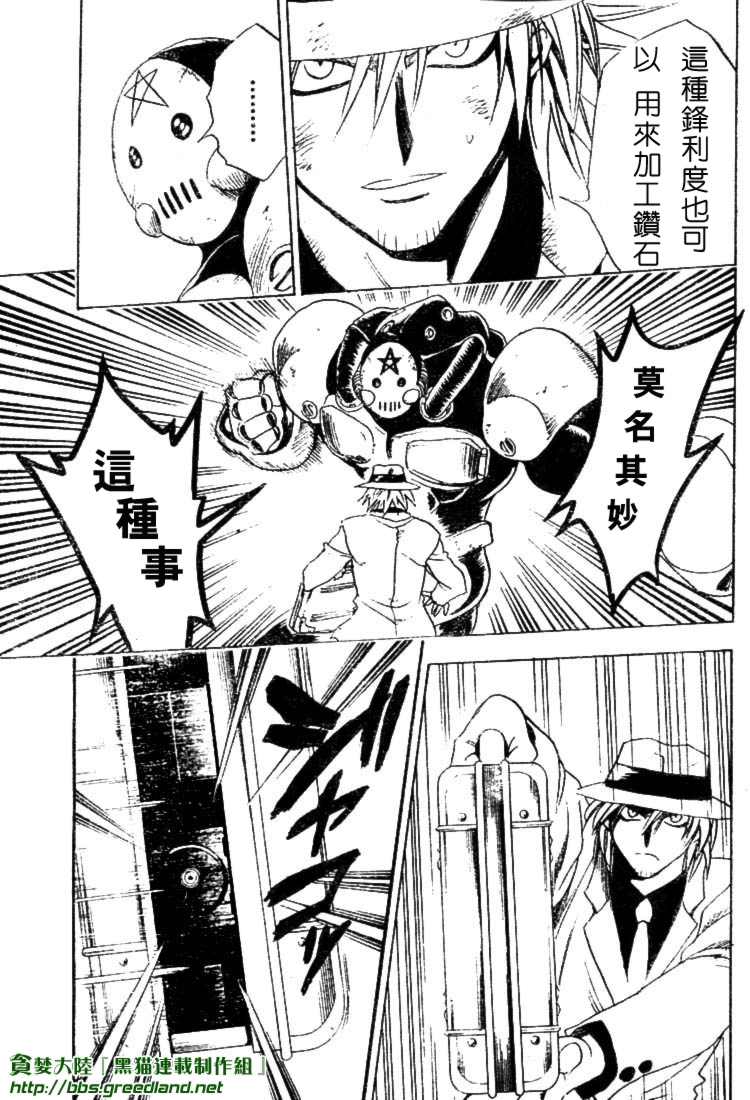 這種鋒利度也可
以 用來加工鑽石
………
莫名其妙
這種事
ジャコッ
貪婪大陸「黑猫連載制作組」
http://bbs.greedland.net